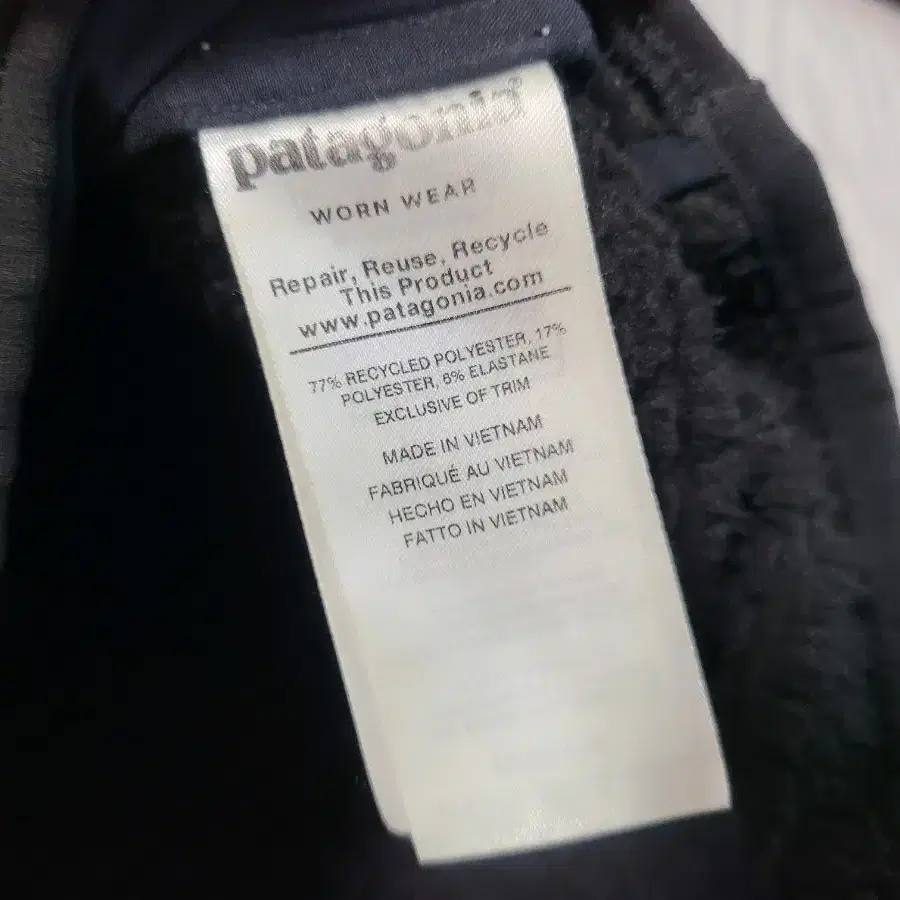 patagonia®
WORN WEAR
Repair, Reuse, Recycle
This Product
www.patagonia.com
77% RECYCLED POLYESTER, 17%
POLYESTER, 6% ELASTANE
EXCLUSIVE OF TRIM
MADE IN VIETNAM
FABRIQUÉ AU VIETNAM
HECHO EN VIETNAM
FATTO IN VIETNAM